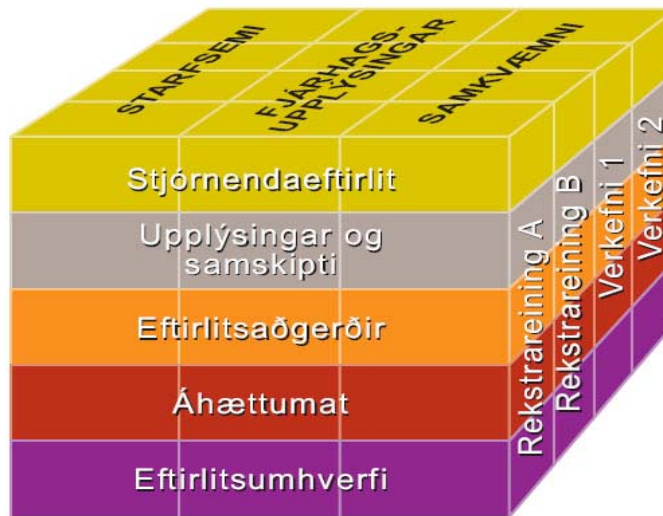 STARFSEMI
FJÁRHAGS-
UPPLÝSINGAR
SAMKVÆMNI
Stjórnendaeftirlit
Upplýsingar og
samskipti
Eftirlitsaðgerðir
Áhættumat
Eftirlitsumhverfi
Rekstrareining A
Rekstrareining B
Verkefni 1
Verkefni 2